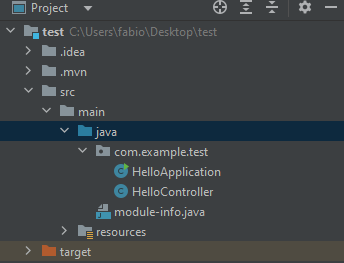 Project
test C:\Users\fabio\Desktop\test
.idea
.mvn
src
main
java
com.example.test
HelloApplication
HelloController
module-info.java
resources
target